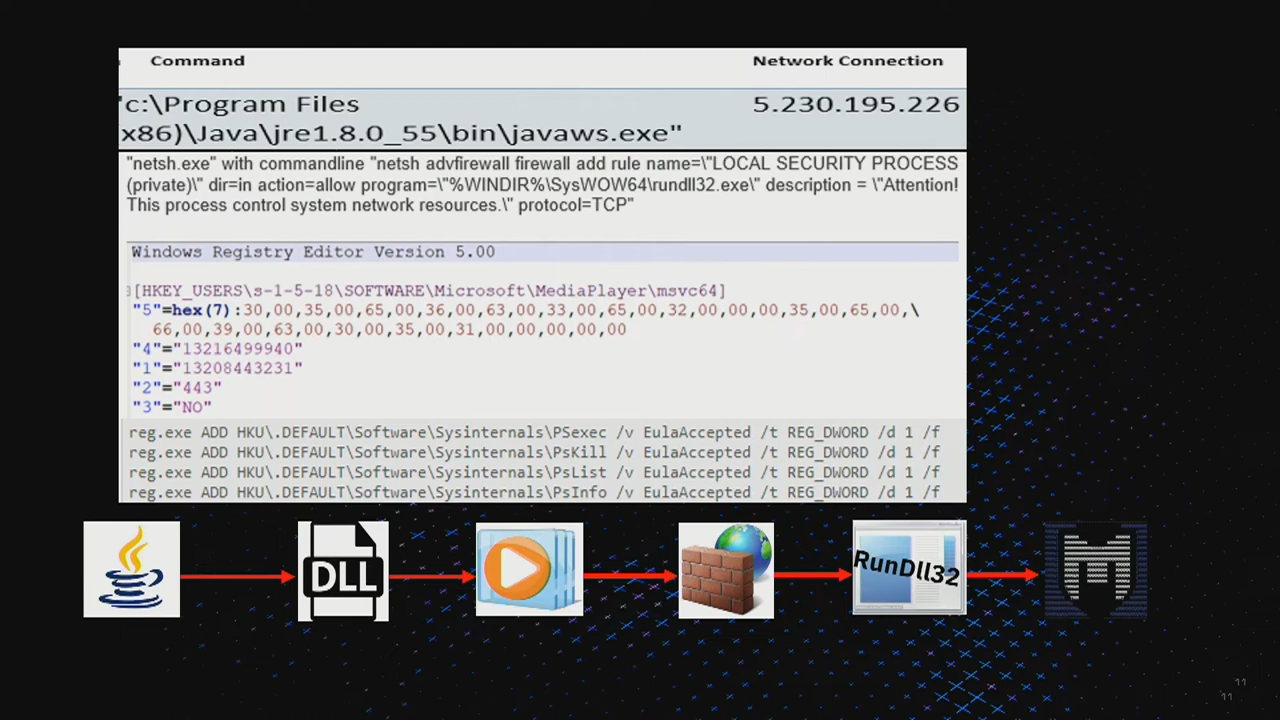 Command Network Connection
"c:\Program Files 5.230.195.226
x86)\Java\jre1.8.0_55\bin\javaws.exe"
"netsh.exe" with commandline "netsh advfirewall firewall add rule name=\"LOCAL SECURITY PROCESS
(private)\" dir=in action=allow program=\"%WINDIR%\SysWOW64\rundll32.exe\" description = \"Attention!
This process control system network resources.\" protocol=TCP"
Windows Registry Editor Version 5.00
[HKEY_USERS\s-1-5-18\SOFTWARE\Microsoft\MediaPlayer\msvc64]
"5"=hex(7):30,00,35,00,65,00,36,00,63,00,33,00,65,00,32,00,00,00,35,00,65,00,\
66,00,39,00,63,00,30,00,35,00,31,00,00,00,00,00
"4"="13216499940"
"1"="13208443231"
"2"="443"
"3"="NO"
reg.exe ADD HKU\.DEFAULT\Software\Sysinternals\PSexec /v EulaAccepted /t REG_DWORD /d 1 /f
reg.exe ADD HKU\.DEFAULT\Software\Sysinternals\PsKill /v EulaAccepted /t REG_DWORD /d 1 /f
reg.exe ADD HKU\.DEFAULT\Software\Sysinternals\PsList /v EulaAccepted /t REG_DWORD /d 1 /f
reg.exe ADD HKU\.DEFAULT\Software\Sysinternals\PsInfo /v EulaAccepted /t REG_DWORD /d 1 /f
DLL RunDll32 M
11
11